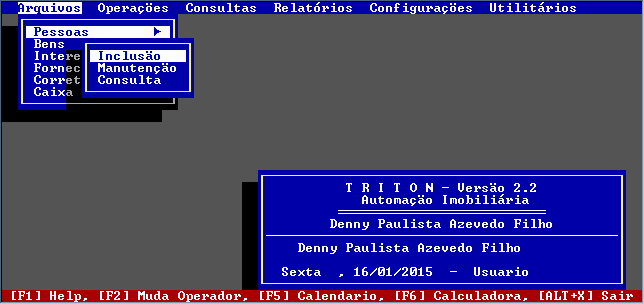 Arquivos Operações Consultas Relatórios Configurações Utilitários
Pessoas
Bens
Intere
Inclusão
Fornec
Manutenção
Corret
Consulta
Caixa
T R I T O N - Versão 2.2
Automação Imobiliária
Denny Paulista Azevedo Filho
Denny Paulista Azevedo Filho
Sexta , 16/01/2015 - Usuario
[F1] Help, [F2] Muda Operador, [F5] Calendario, [F6] Calculadora, [ALT+X] Sair